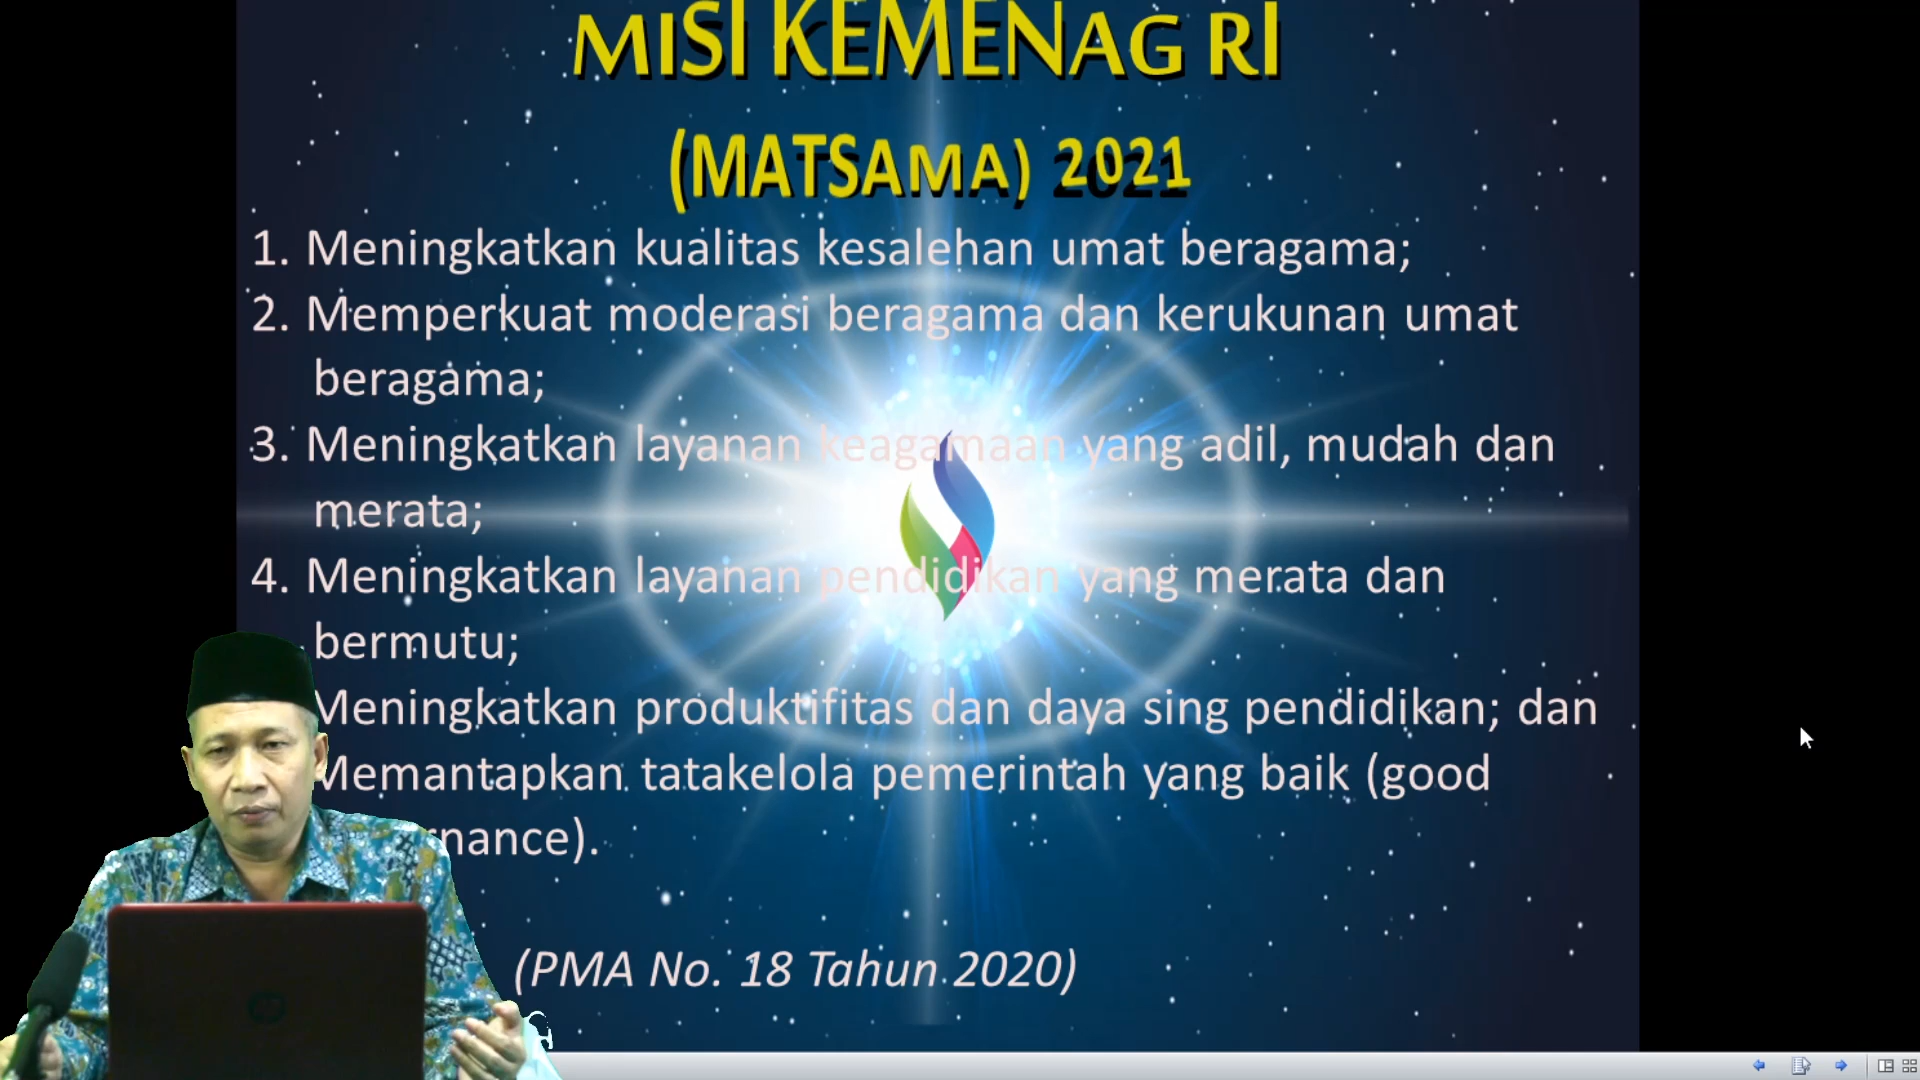 MISI KEMENAG RI
(MATSAMA) 2021
1. Meningkatkan kualitas kesalehan umat beragama;
2. Memperkuat moderasi beragama dan kerukunan umat
beragama;
3. Meningkatkan layanan keagamaan yang adil, mudah dan
merata;
4. Meningkatkan layanan pendidikan yang merata dan
bermutu;
Meningkatkan produktifitas dan daya sing pendidikan; dan
Memantapkan tatakelola pemerintah yang baik (good
rnance).
(PMA No. 18 Tahun 2020)